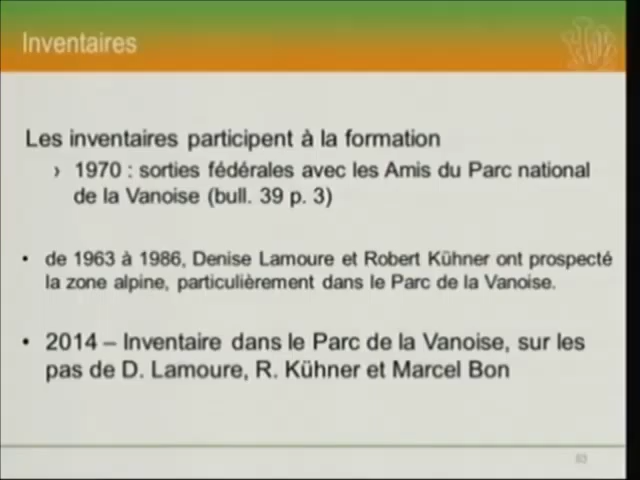 Inventaires
Les inventaires participent à la formation
› 1970 : sorties fédérales avec les Amis du Parc national
de la Vanoise (bull. 39 p. 3)
• de 1963 à 1986, Denise Lamoure et Robert Kühner ont prospecté
la zone alpine, particulièrement dans le Parc de la Vanoise.
• 2014 – Inventaire dans le Parc de la Vanoise, sur les
pas de D. Lamoure, R. Kühner et Marcel Bon